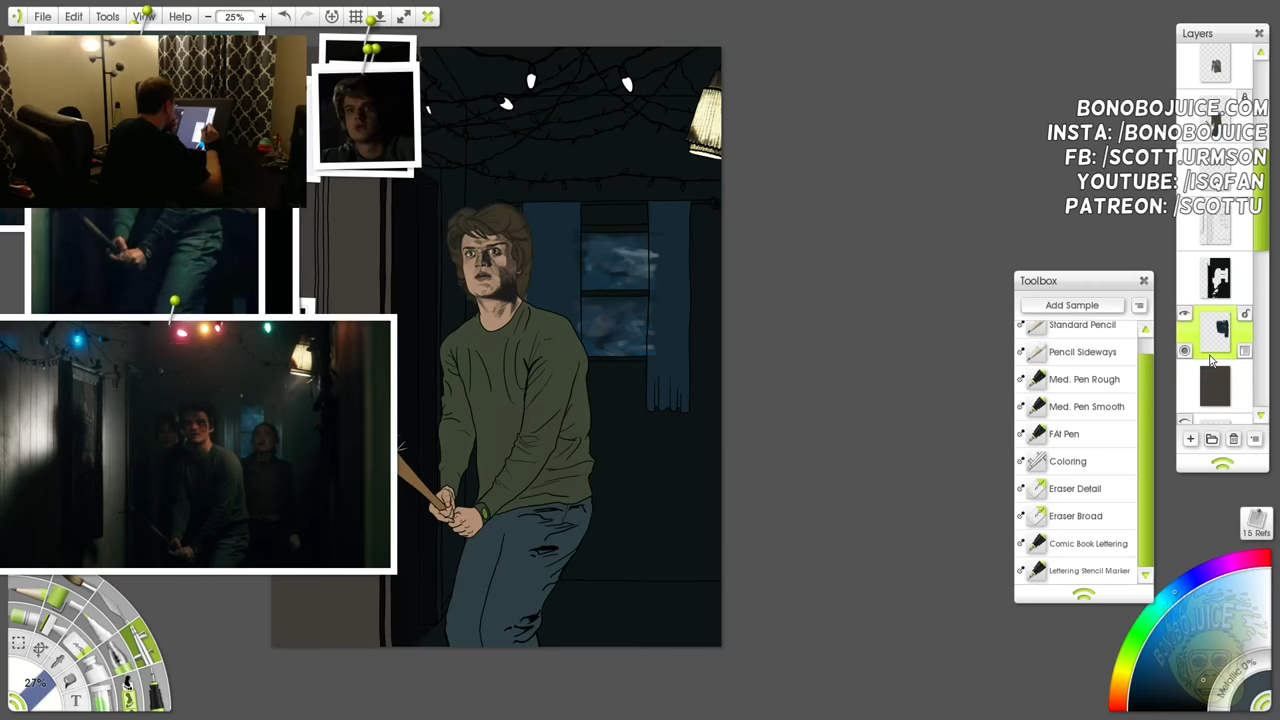 File Edit Tools View Help 25%
Layers
BONOBOJUICE.COM
INSTA: /BONOBOJUICE
FB: /SCOTT.URMSON
YOUTUBE: /ISQFAN
PATREON: /SCOTTU
Toolbox
Add Sample
Standard Pencil
Pencil Sideways
Med. Pen Rough
Med. Pen Smooth
FAt Pen
Coloring
Eraser Detail
Eraser Broad
Comic Book Lettering
Lettering Stencil Marker
15 Refs
27%
T
BONOBOJUICE
Metallic 0%